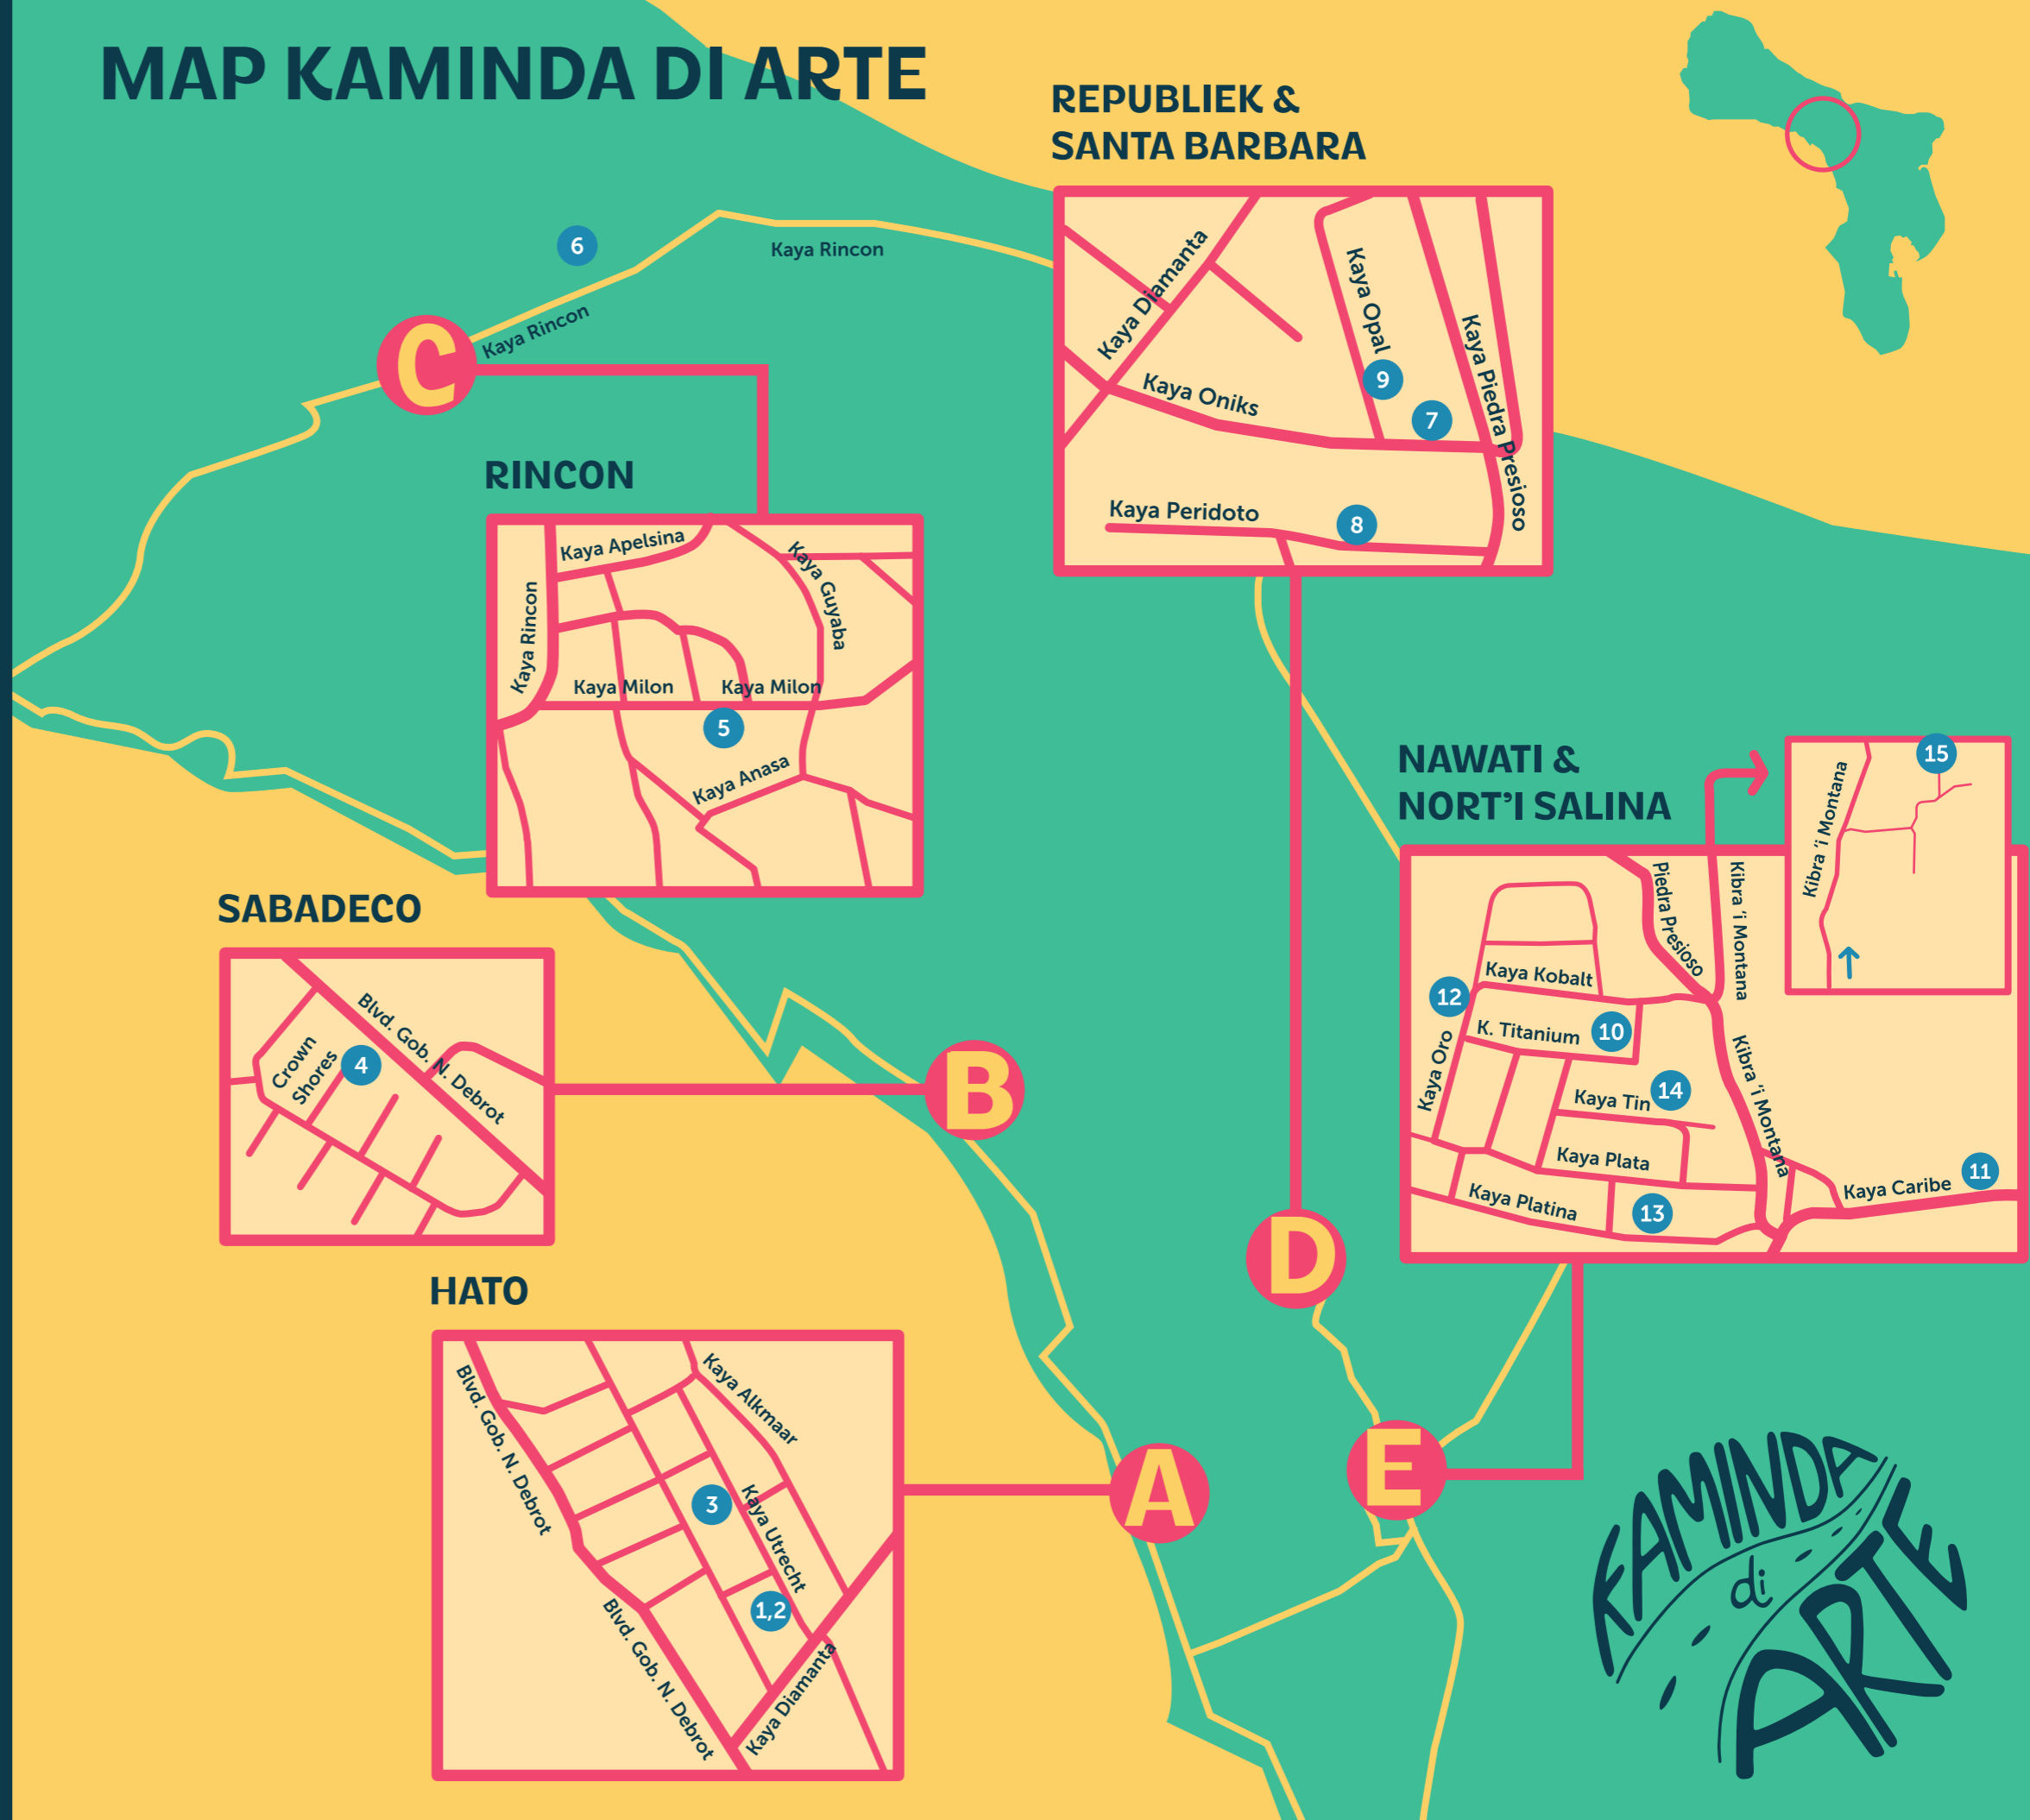 MAP KAMINDA DI ARTE
REPUBLIEK &
SANTA BARBARA
Kaya Diamanta
Kaya Opal
Kaya Piedra Presioso
9
7
Kaya Oniks
Kaya Peridoto
8
6
Kaya Rincon
Kaya Rincon
C
RINCON
Kaya Apelsina
Kaya Guyaba
Kaya Rincon
Kaya Milon
Kaya Milon
5
Kaya Anasa
NAWATI &
NORT'I SALINA
15
Kibra 'i Montana
Piedra Presioso
Kibra 'i Montana
Kaya Kobalt
12
K. Titanium
10
Kaya Oro
Kibra 'i Montana
Kaya Tin
14
Kaya Plata
Kaya Platina
13
Kaya Caribe
11
SABADECO
Blvd. Gob. N. Debrot
Crown
Shores
4
B
D
HATO
Kaya Alkmaar
Blvd. Gob. N. Debrot
3
Kaya Utrecht
1,2
Blvd. Gob. N. Debrot
Kaya Diamanta
A
E
KAMINDA
di
ARTE